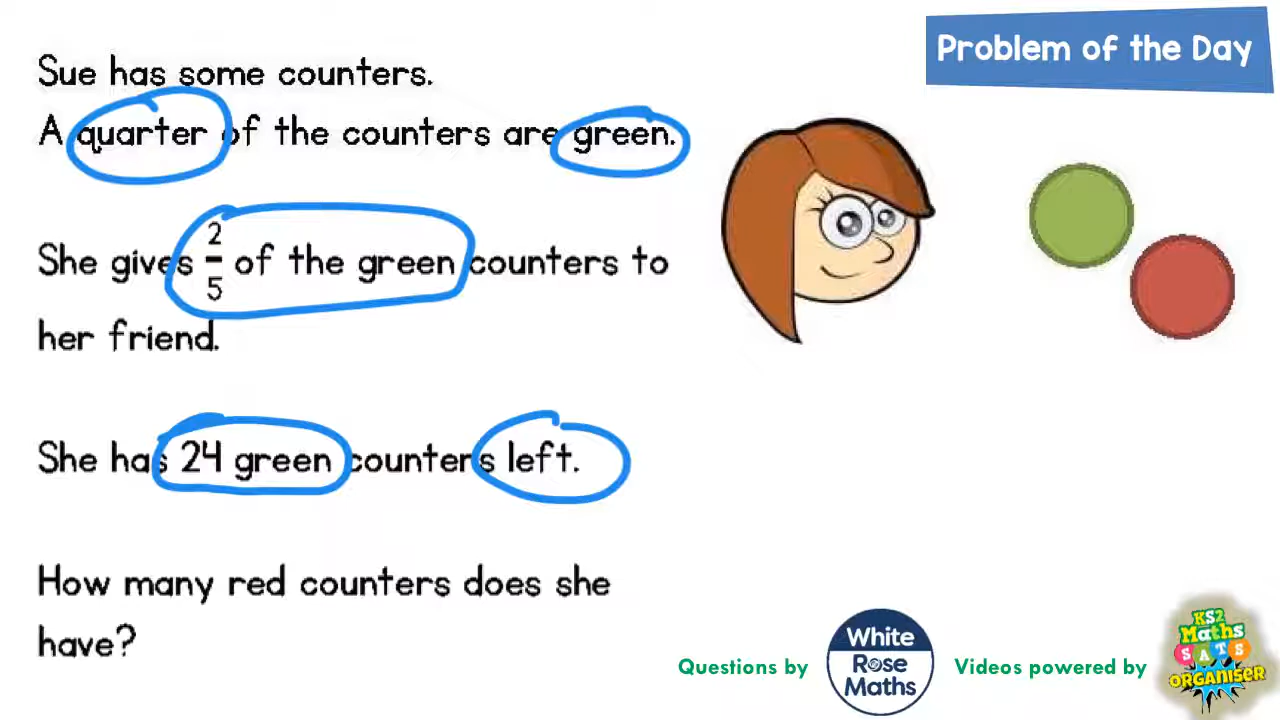 Problem of the Day
Sue has some counters.
A quarter of the counters are green.
She gives 2/5 of the green counters to
her friend.
She has 24 green counters left.
How many red counters does she
have?
Questions by
White
Rose
Maths
Videos powered by
KS2
Maths
SATS
ORGANISER